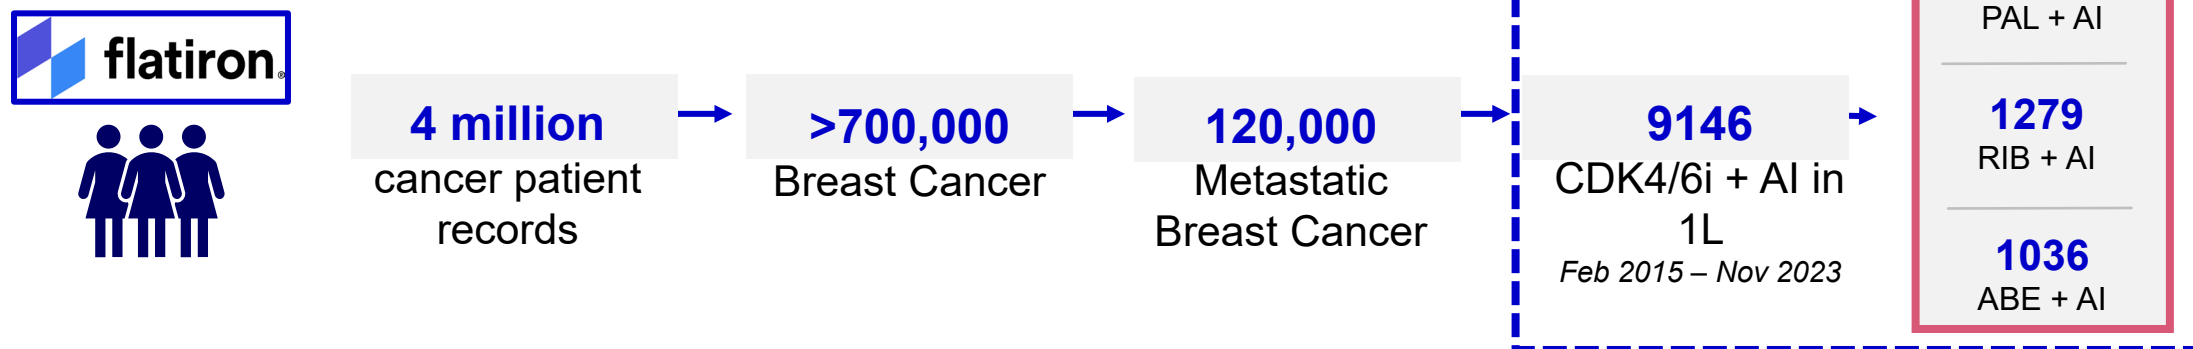 flatiron®
4 million
cancer patient
records
>700,000
Breast Cancer
120,000
Metastatic
Breast Cancer
9146
CDK4/6i + AI in
1L
Feb 2015 – Nov 2023
PAL + AI
1279
RIB + AI
1036
ABE + AI